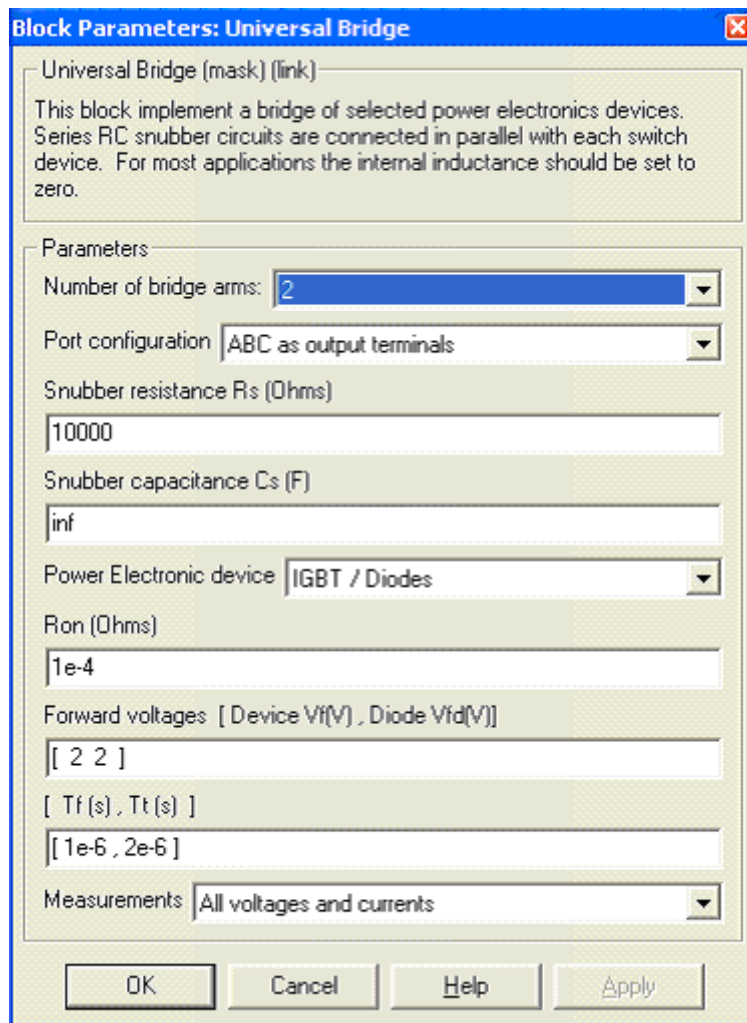 Block Parameters: Universal Bridge
Universal Bridge (mask) (link)
This block implement a bridge of selected power electronics devices.
Series RC snubber circuits are connected in parallel with each switch
device. For most applications the internal inductance should be set to
zero.
Parameters
Number of bridge arms: 2
Port configuration ABC as output terminals
Snubber resistance Rs (Ohms)
10000
Snubber capacitance Cs (F)
inf
Power Electronic device IGBT / Diodes
Ron (Ohms)
1e-4
Forward voltages [ Device Vf(V) , Diode Vfd(V)]
[ 2 2 ]
[ Tf (s) , Tt (s) ]
[ 1e-6 , 2e-6 ]
Measurements All voltages and currents
OK Cancel Help Apply